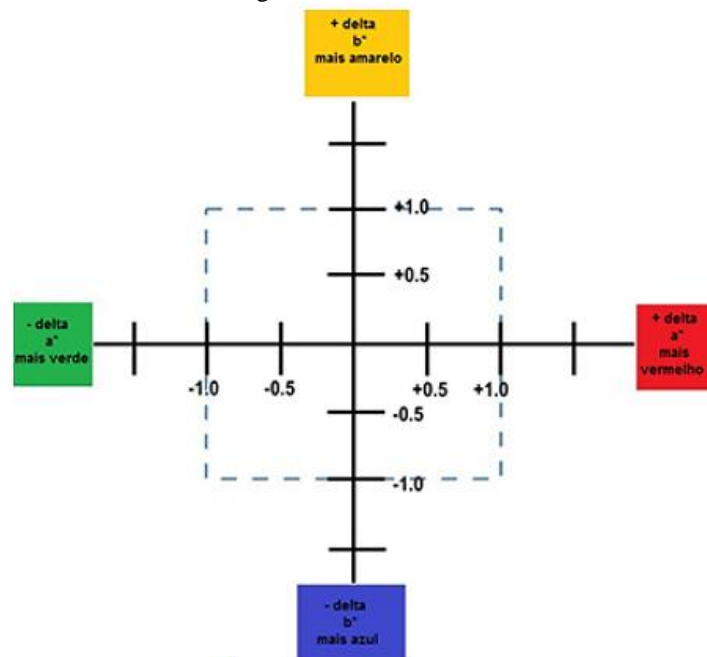 + delta
b*
mais amarelo
+1.0
+0.5
- delta
a*
mais verde
+ delta
a*
mais
vermelho
-1.0
-0.5
+0.5
+1.0
-0.5
-1.0
- delta
b*
mais azul